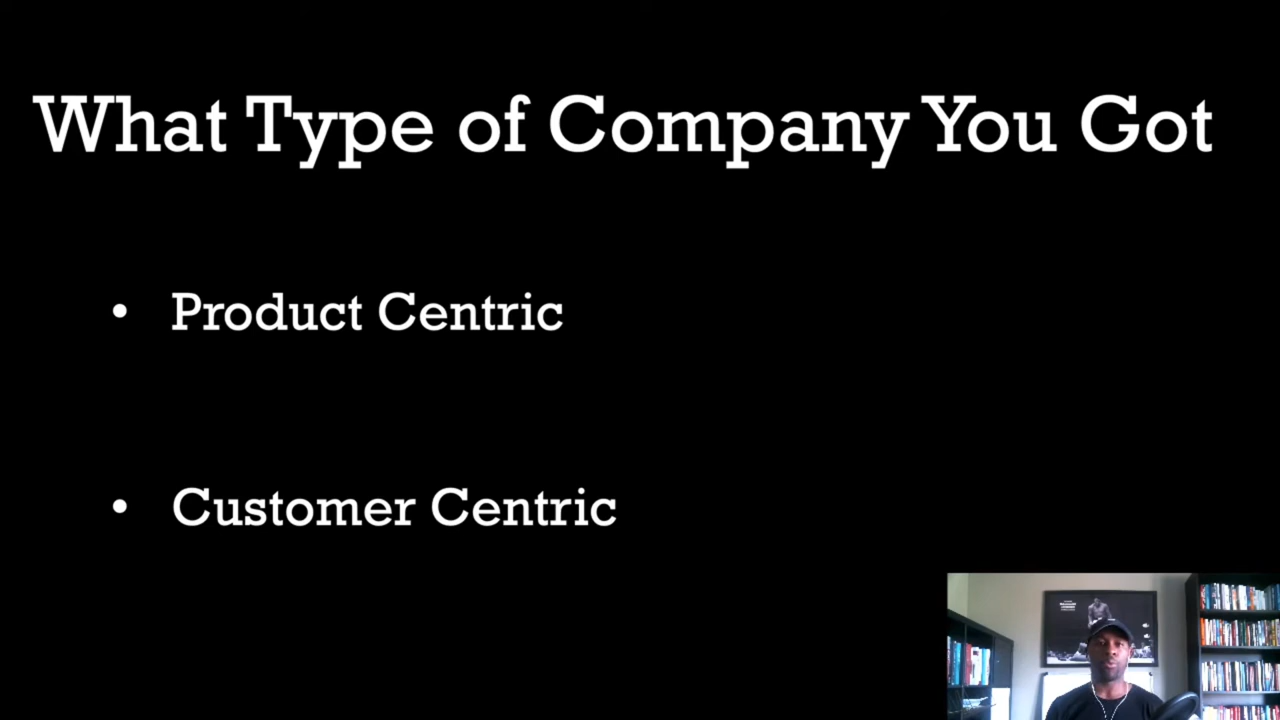 What Type of Company You Got
• Product Centric
• Customer Centric